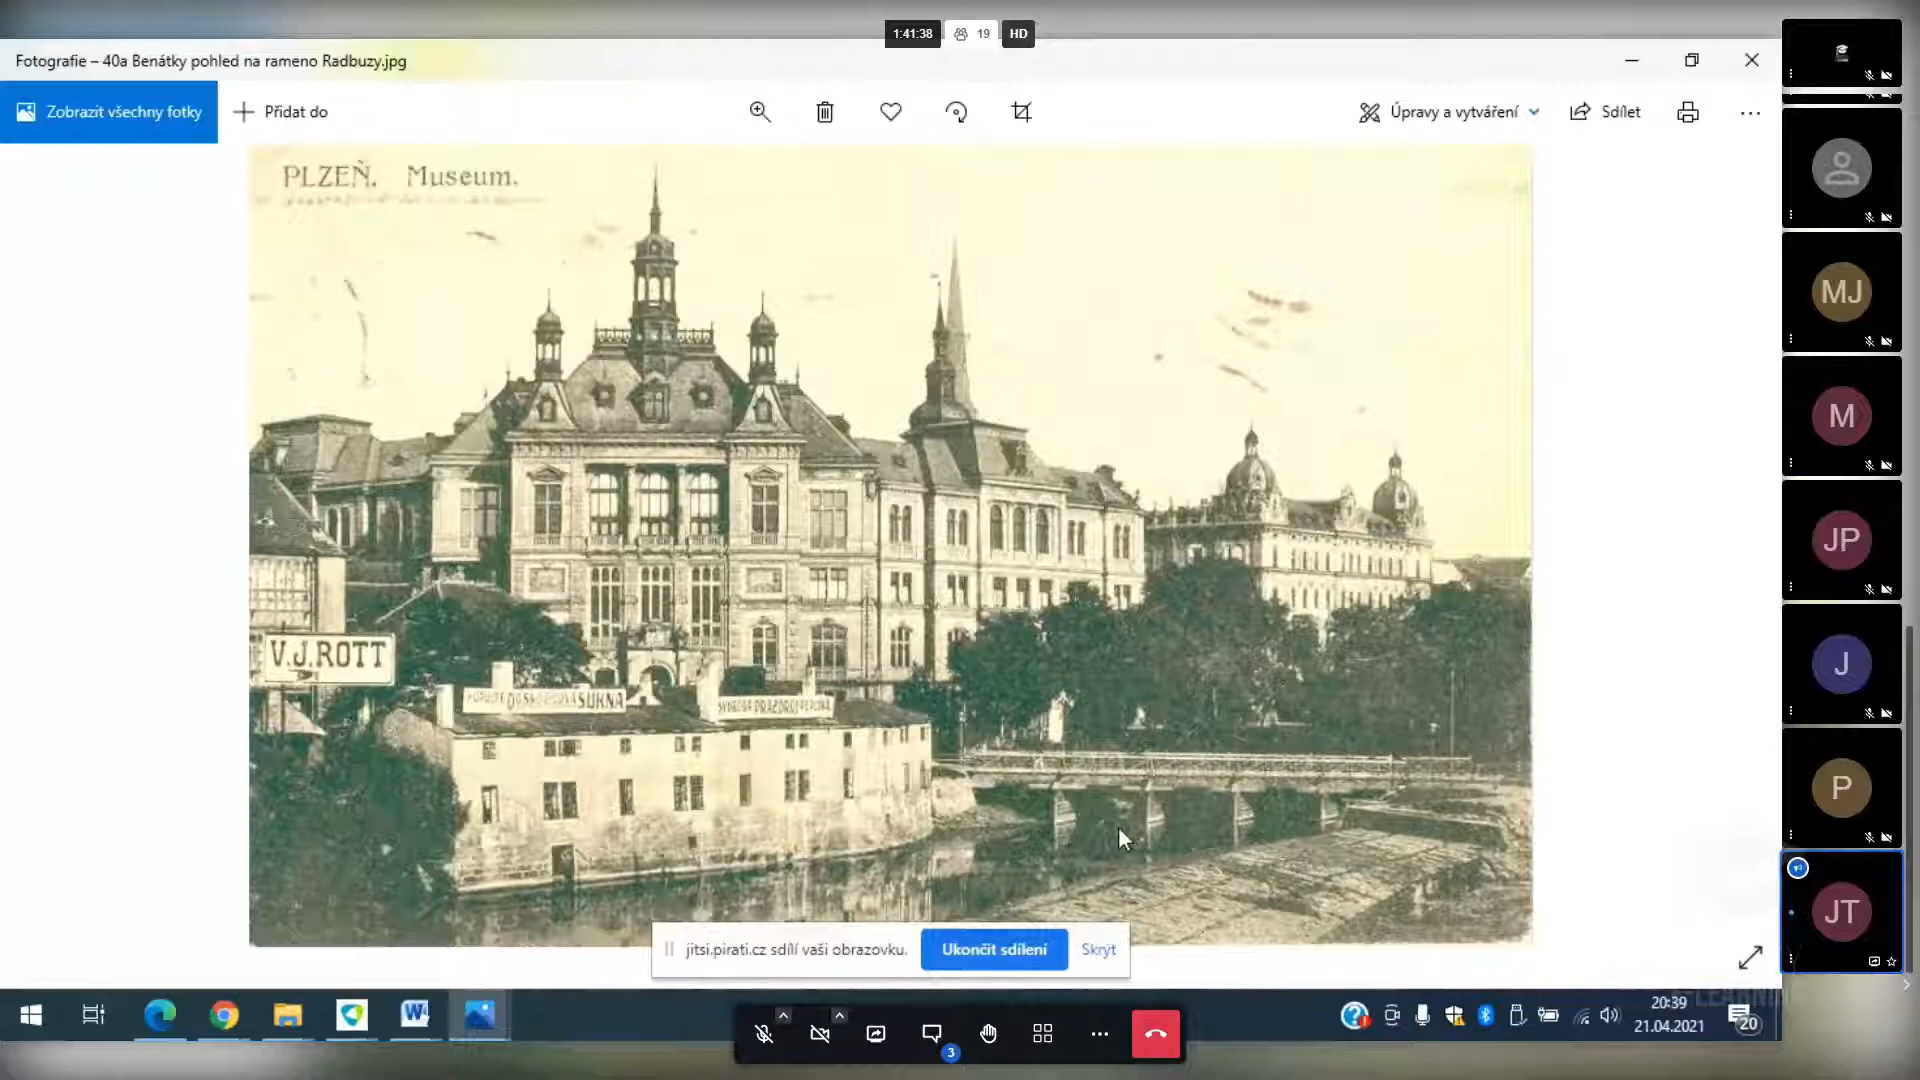 1:41:38 19 HD
Fotografie – 40a Benátky pohled na rameno Radbuzy.jpg
Zobrazit všechny fotky
Přidat do
Úpravy a vytváření
Sdílet
PLZEŇ. Museum.
MJ
M
JP
J
P
JT
V.J.ROTT
SUKNA
jitsi.pirati.cz sdílí vaši obrazovku.
Ukončit sdílení
Skrýt
20:39
21.04.2021
20
3